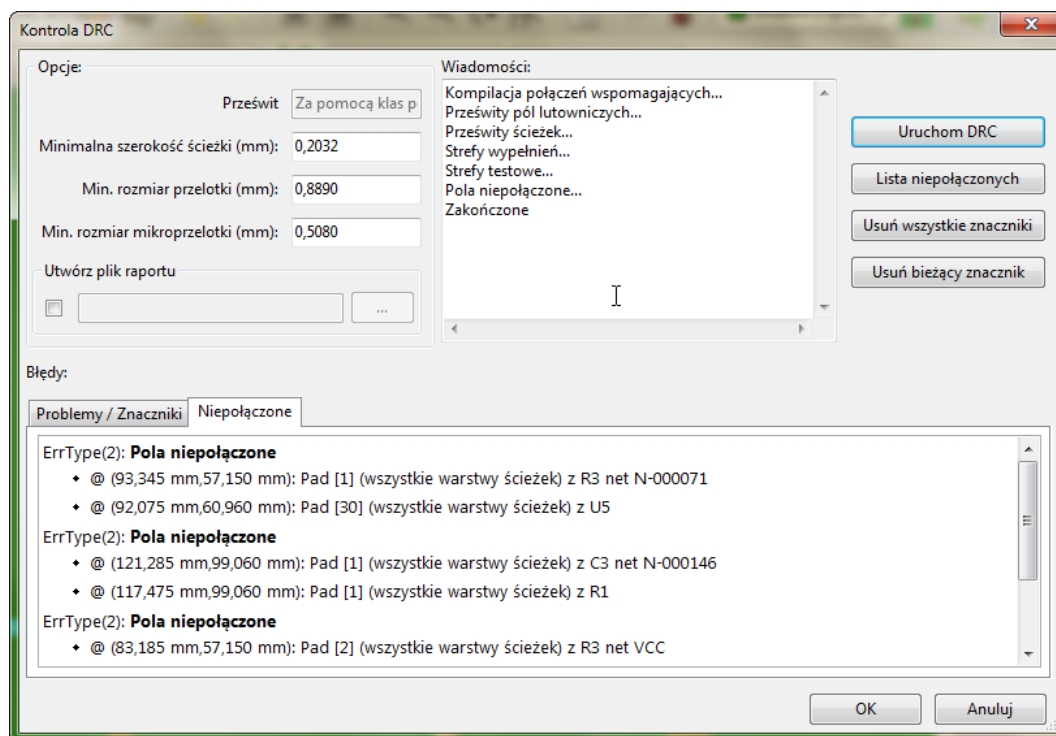 Kontrola DRC
Opcje:
Prześwit Za pomocą klas p
Minimalna szerokość ścieżki (mm): 0,2032
Min. rozmiar przelotki (mm): 0,8890
Min. rozmiar mikroprzelotki (mm): 0,5080
Utwórz plik raportu
...
Wiadomości:
Kompilacja połączeń wspomagających...
Prześwity pól lutowniczych...
Prześwity ścieżek...
Strefy wypełnień...
Strefy testowe...
Pola niepołączone...
Zakończone
Uruchom DRC
Lista niepołączonych
Usuń wszystkie znaczniki
Usuń bieżący znacznik
Błędy:
Problemy / Znaczniki Niepołączone
ErrType(2): Pola niepołączone
• @ (93,345 mm,57,150 mm): Pad [1] (wszystkie warstwy ścieżek) z R3 net N-000071
• @ (92,075 mm,60,960 mm): Pad [30] (wszystkie warstwy ścieżek) z U5
ErrType(2): Pola niepołączone
• @ (121,285 mm,99,060 mm): Pad [1] (wszystkie warstwy ścieżek) z C3 net N-000146
• @ (117,475 mm,99,060 mm): Pad [1] (wszystkie warstwy ścieżek) z R1
ErrType(2): Pola niepołączone
• @ (83,185 mm,57,150 mm): Pad [2] (wszystkie warstwy ścieżek) z R3 net VCC
OK Anuluj